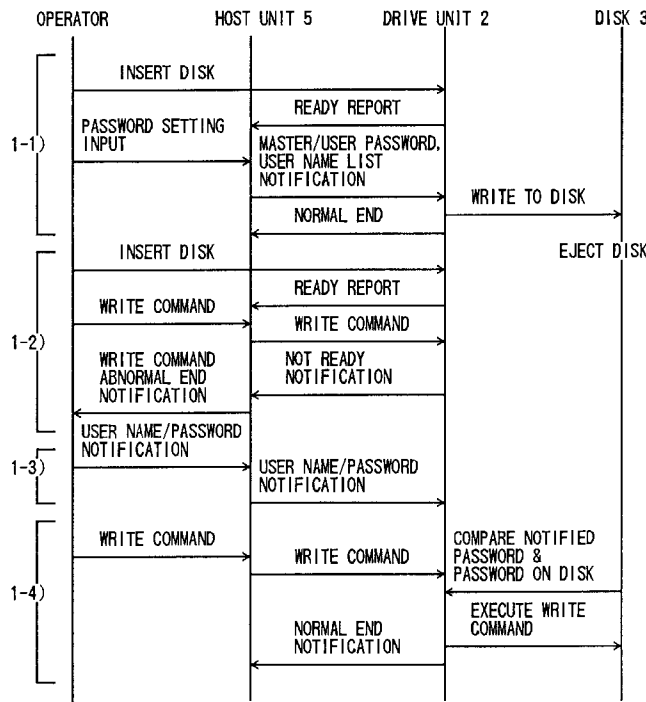 OPERATOR HOST UNIT 5 DRIVE UNIT 2 DISK 3
INSERT DISK
READY REPORT
1-1)
PASSWORD SETTING
INPUT
MASTER/USER PASSWORD,
USER NAME LIST
NOTIFICATION
WRITE TO DISK
NORMAL END
INSERT DISK
EJECT DISK
READY REPORT
1-2)
WRITE COMMAND
WRITE COMMAND
WRITE COMMAND
ABNORMAL END
NOTIFICATION
NOT READY
NOTIFICATION
1-3)
USER NAME/PASSWORD
NOTIFICATION
USER NAME/PASSWORD
NOTIFICATION
1-4)
WRITE COMMAND
WRITE COMMAND
COMPARE NOTIFIED
PASSWORD &
PASSWORD ON DISK
EXECUTE WRITE
COMMAND
NORMAL END
NOTIFICATION